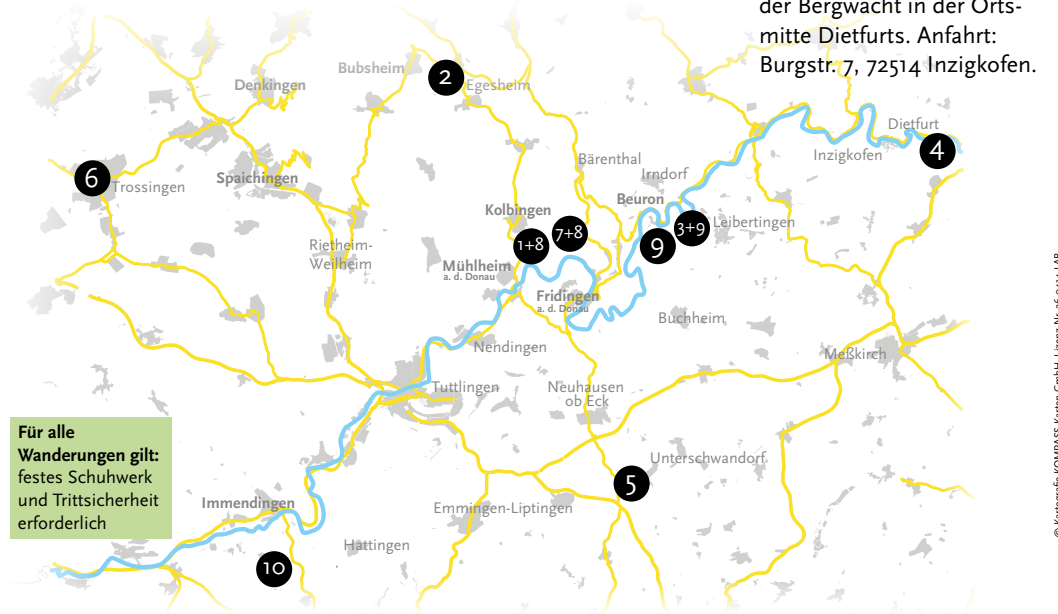 der Bergwacht in der Orts-
mitte Dietfurts. Anfahrt:
Burgstr. 7, 72514 Inzigkofen.
Bubsheim
2
Egesheim
Denkingen
Dietfurt
4
Inzigkofen
Bärenthal
Irndorf
6
Trossingen
Spaichingen
Beuron
Kolbingen
3+9
Leibertingen
1+8
7+8
9
Rietheim-
Weilheim
Mühlheim
a. d. Donau
Fridingen
a. d. Donau
Buchheim
Nendingen
Meßkirch
Tuttlingen
Neuhausen
ob Eck
Für alle
Wanderungen gilt:
festes Schuhwerk
und Trittsicherheit
erforderlich
Unterschwandorf
5
Immendingen
Emmingen-Liptingen
Hattingen
10